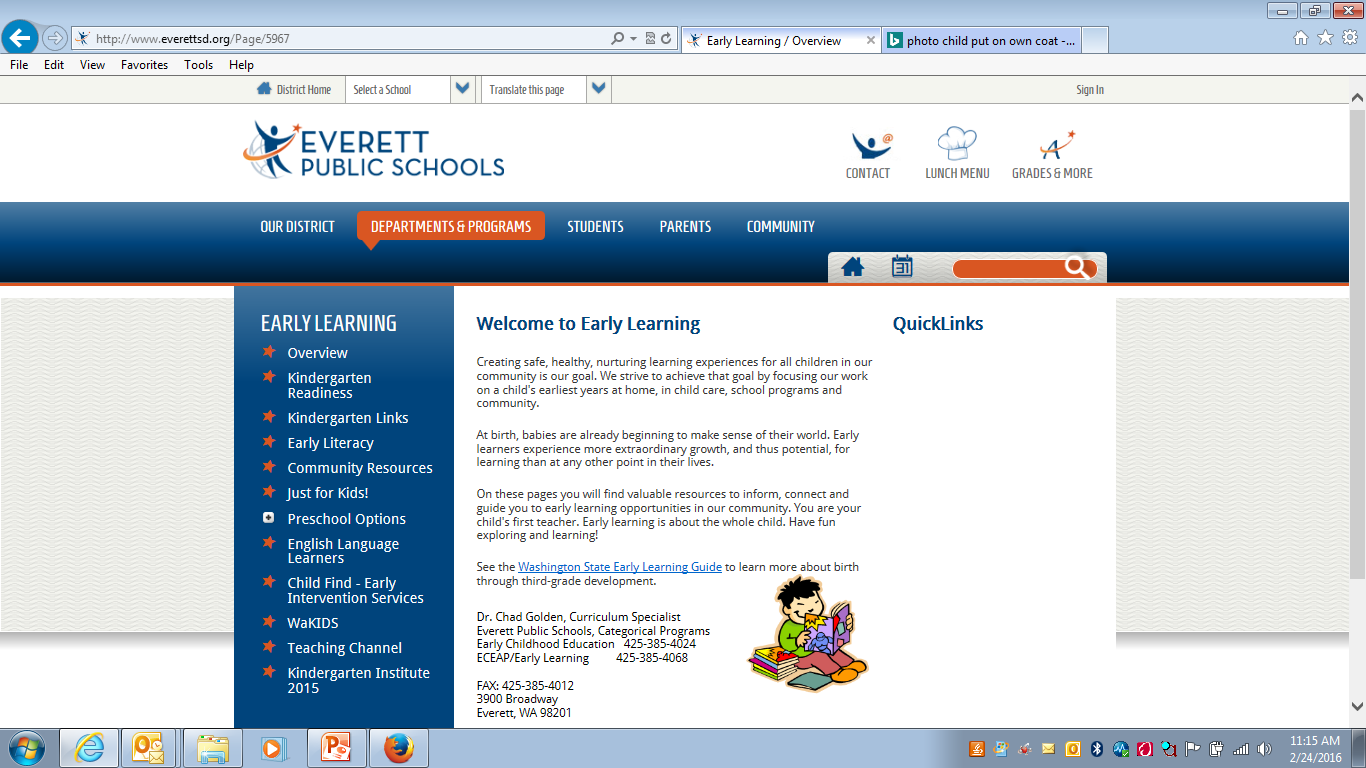 http://www.everettsd.org/Page/5967
Early Learning / Overview
photo child put on own coat -...
File Edit View Favorites Tools Help
District Home
Select a School
Translate this page
Sign In
EVERETT
PUBLIC SCHOOLS
@
CONTACT
LUNCH MENU
A
GRADES & MORE
OUR DISTRICT
DEPARTMENTS & PROGRAMS
STUDENTS
PARENTS
COMMUNITY
31
EARLY LEARNING
Overview
Kindergarten
Readiness
Kindergarten Links
Early Literacy
Community Resources
Just for Kids!
Preschool Options
English Language
Learners
Child Find - Early
Intervention Services
WaKIDS
Teaching Channel
Kindergarten Institute
2015
Welcome to Early Learning
Creating safe, healthy, nurturing learning experiences for all children in our
community is our goal. We strive to achieve that goal by focusing our work
on a child's earliest years at home, in child care, school programs and
community.
At birth, babies are already beginning to make sense of their world. Early
learners experience more extraordinary growth, and thus potential, for
learning than at any other point in their lives.
On these pages you will find valuable resources to inform, connect and
guide you to early learning opportunities in our community. You are your
child's first teacher. Early learning is about the whole child. Have fun
exploring and learning!
See the Washington State Early Learning Guide to learn more about birth
through third-grade development.
Dr. Chad Golden, Curriculum Specialist
Everett Public Schools, Categorical Programs
Early Childhood Education 425-385-4024
ECEAP/Early Learning 425-385-4068
FAX: 425-385-4012
3900 Broadway
Everett, WA 98201
QuickLinks
11:15 AM
2/24/2016